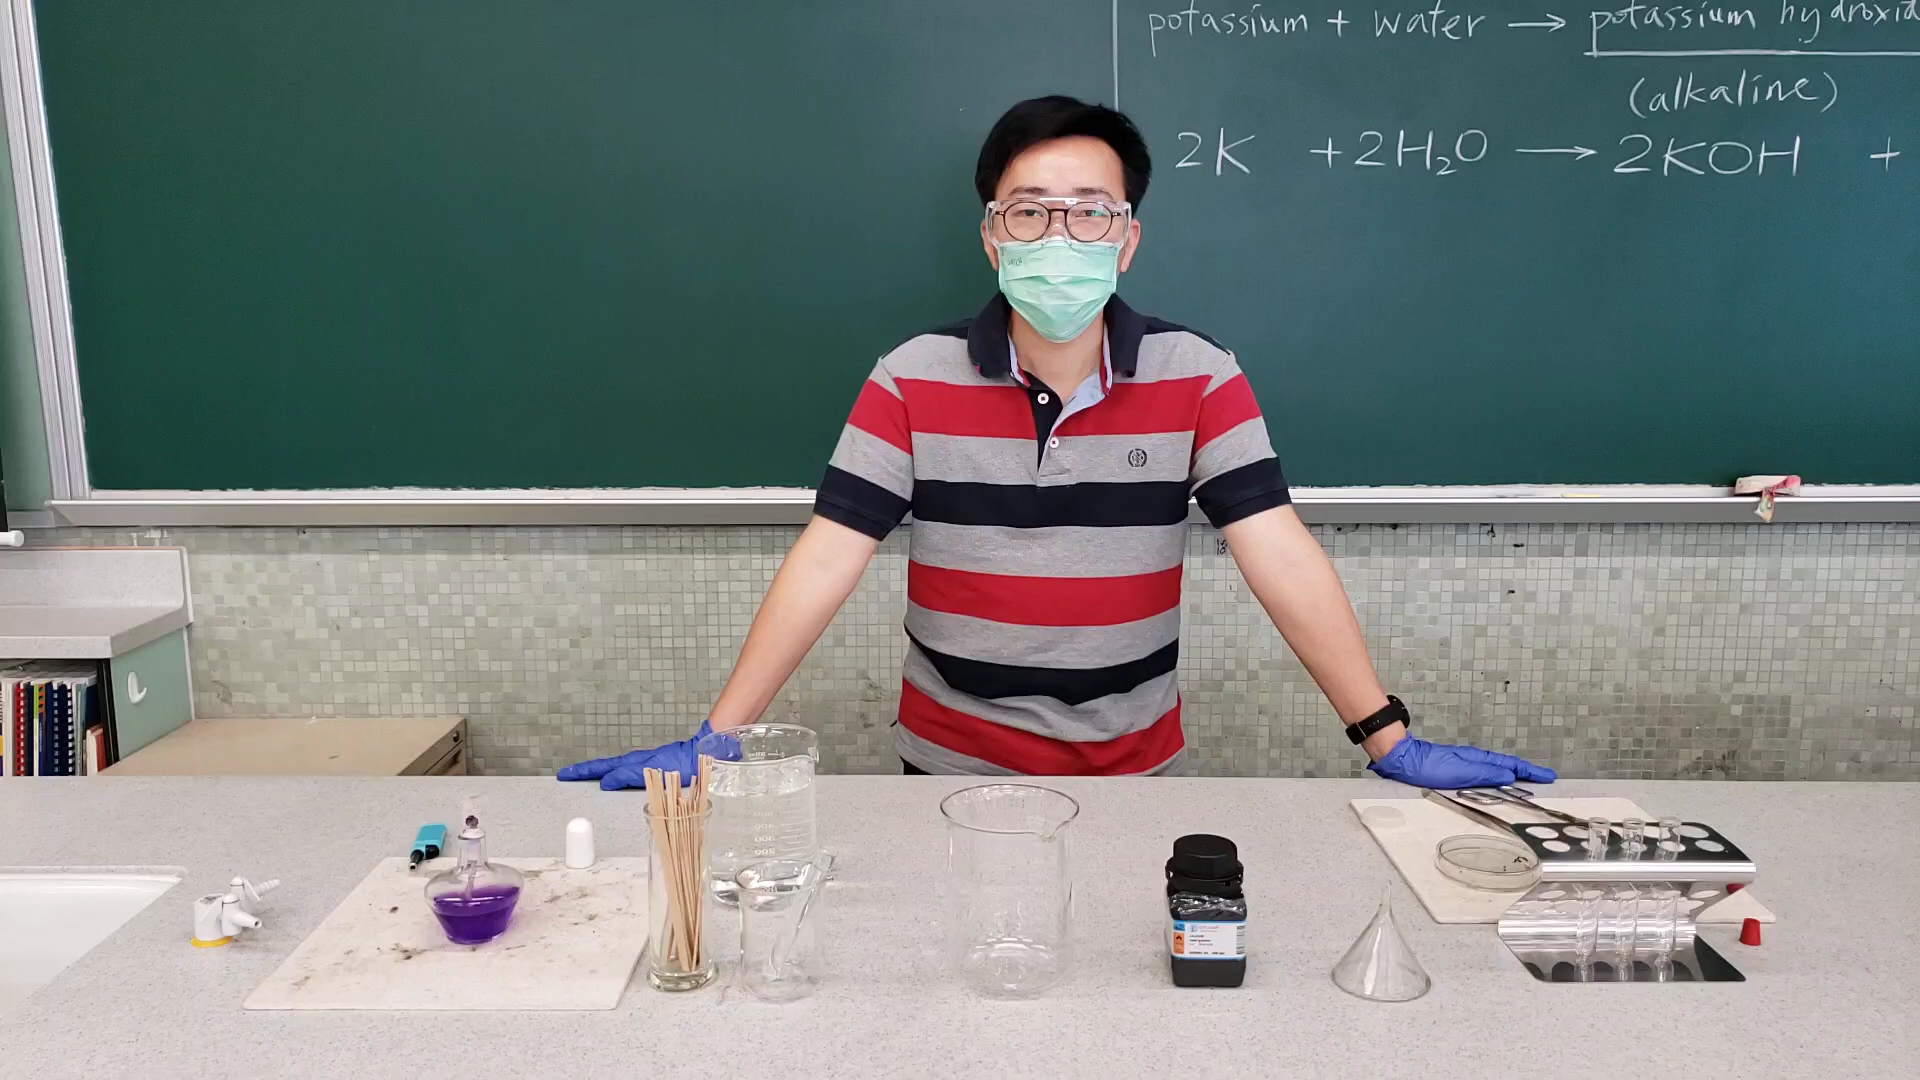 potassium + water → potassium hydroxid
(alkaline)
2K + 2H₂O → 2KOH +